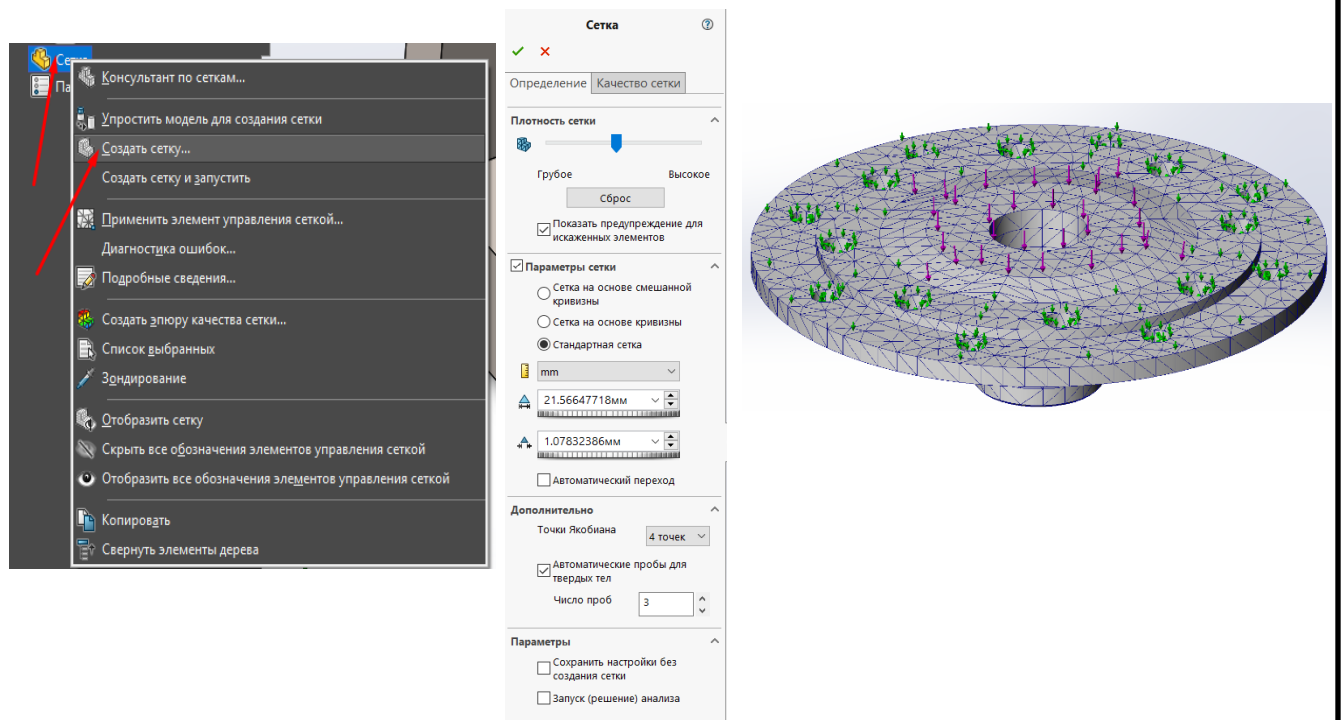 Сетка
Па
Консультант по сеткам...
Упростить модель для создания сетки
Создать сетку...
Создать сетку и запустить
Применить элемент управления сеткой...
Диагностика ошибок...
Подробные сведения...
Создать эпюру качества сетки...
Список выбранных
Зондирование
Отобразить сетку
Скрыть все обозначения элементов управления сеткой
Отобразить все обозначения элементов управления сеткой
Копировать
Свернуть элементы дерева
Сетка
Определение Качество сетки
Плотность сетки
Грубое Высокое
Сброс
Показать предупреждение для
искаженных элементов
Параметры сетки
Сетка на основе смешанной
кривизны
Сетка на основе кривизны
Стандартная сетка
mm
21.56647718мм
1.07832386мм
Автоматический переход
Дополнительно
Точки Якобиана 4 точек
Автоматические пробы для
твердых тел
Число проб 3
Параметры
Сохранить настройки без
создания сетки
Запуск (решение) анализа